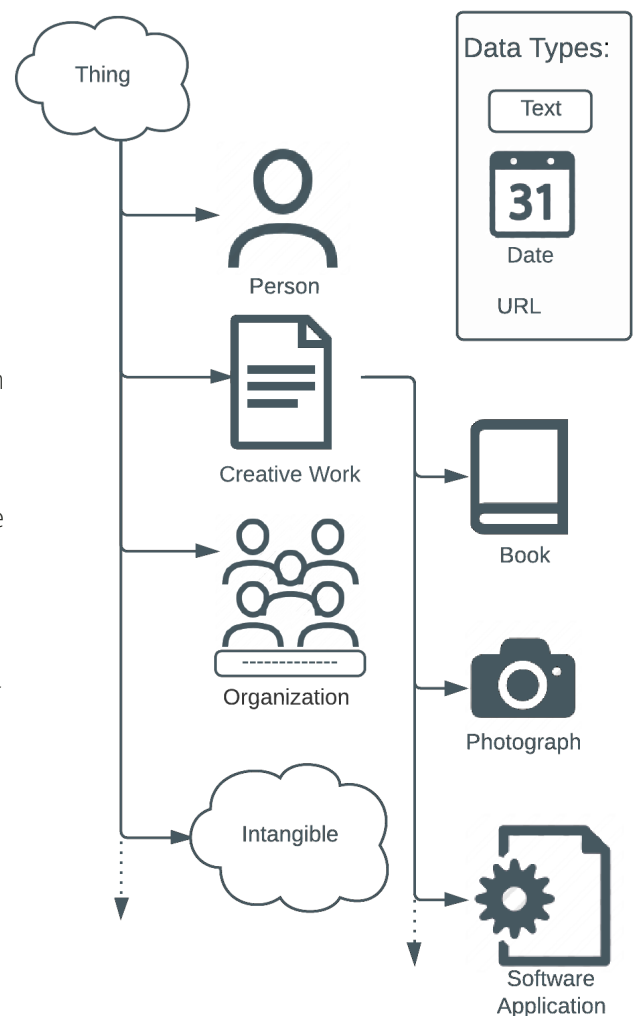 Thing
Data Types:
Text
31
Date
URL
Person
Creative Work
Book
Organization
Photograph
Intangible
Software
Application